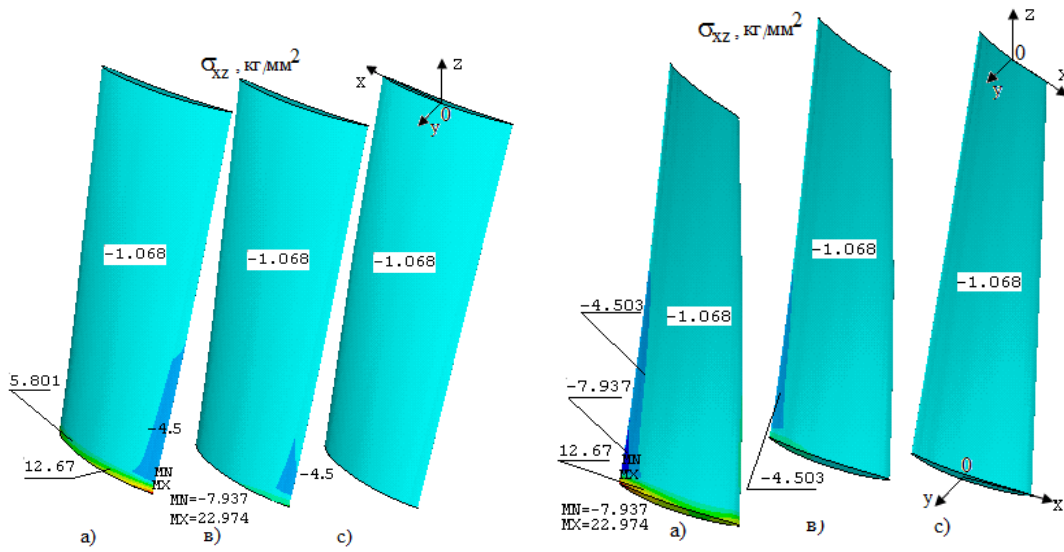 σxz, кг/мм²
x
z
y
0
-1.068
-1.068
-1.068
5.801
12.67
-4.5
-4.5
MN
MX
MN=-7.937
MX=22.974
а)
в)
с)
σxz, кг/мм²
z
0
y
x
-1.068
-1.068
-1.068
-4.503
-7.937
12.67
MN
MX
-4.503
MN=-7.937
MX=22.974
0
y
x
а)
в)
с)